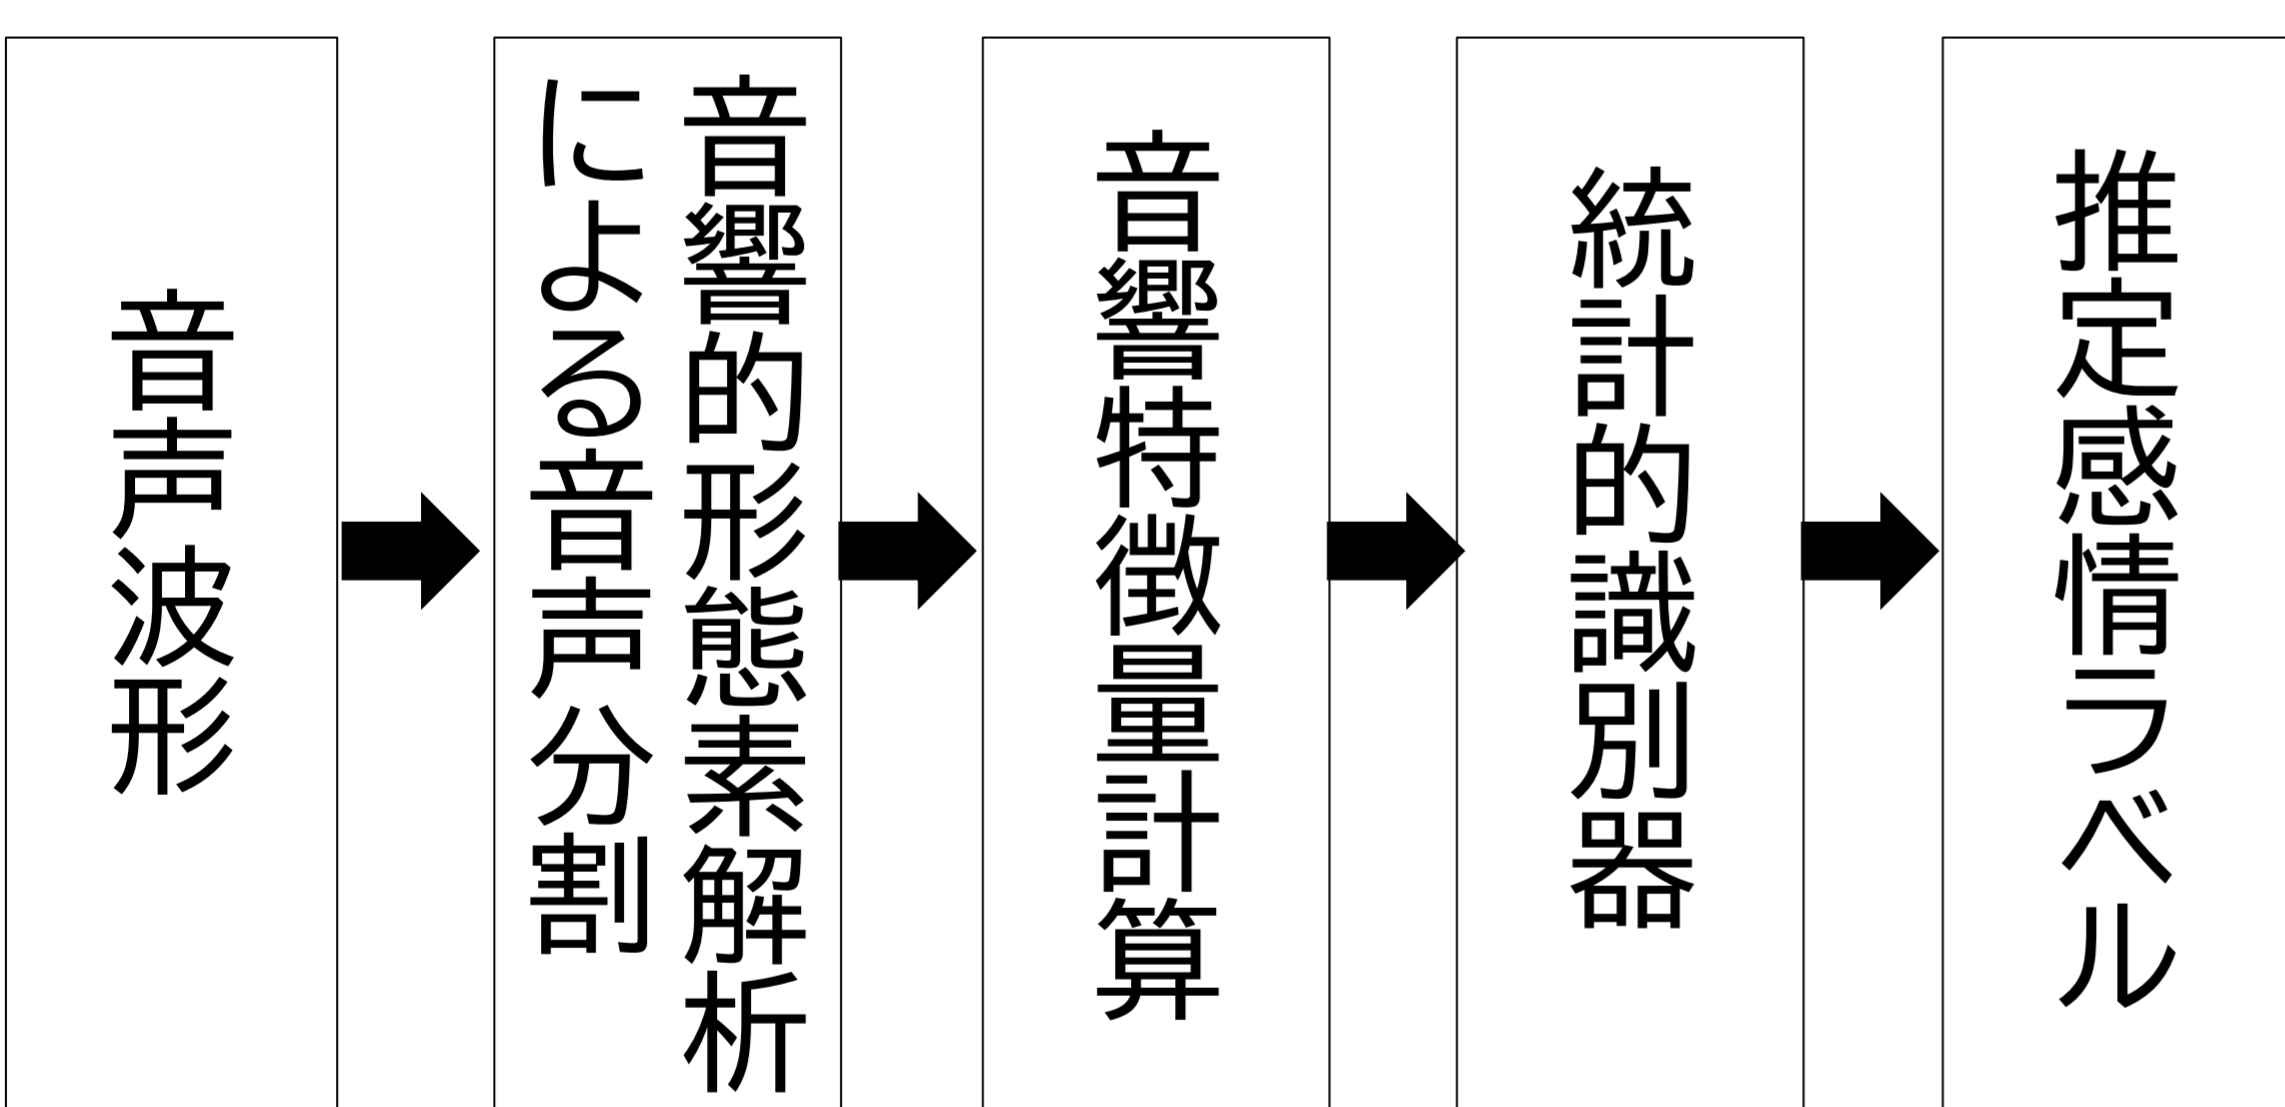 音声波形
音響的形態素解析
による音声分割
音響特徴量計算
統計的識別器
推定感情ラベル